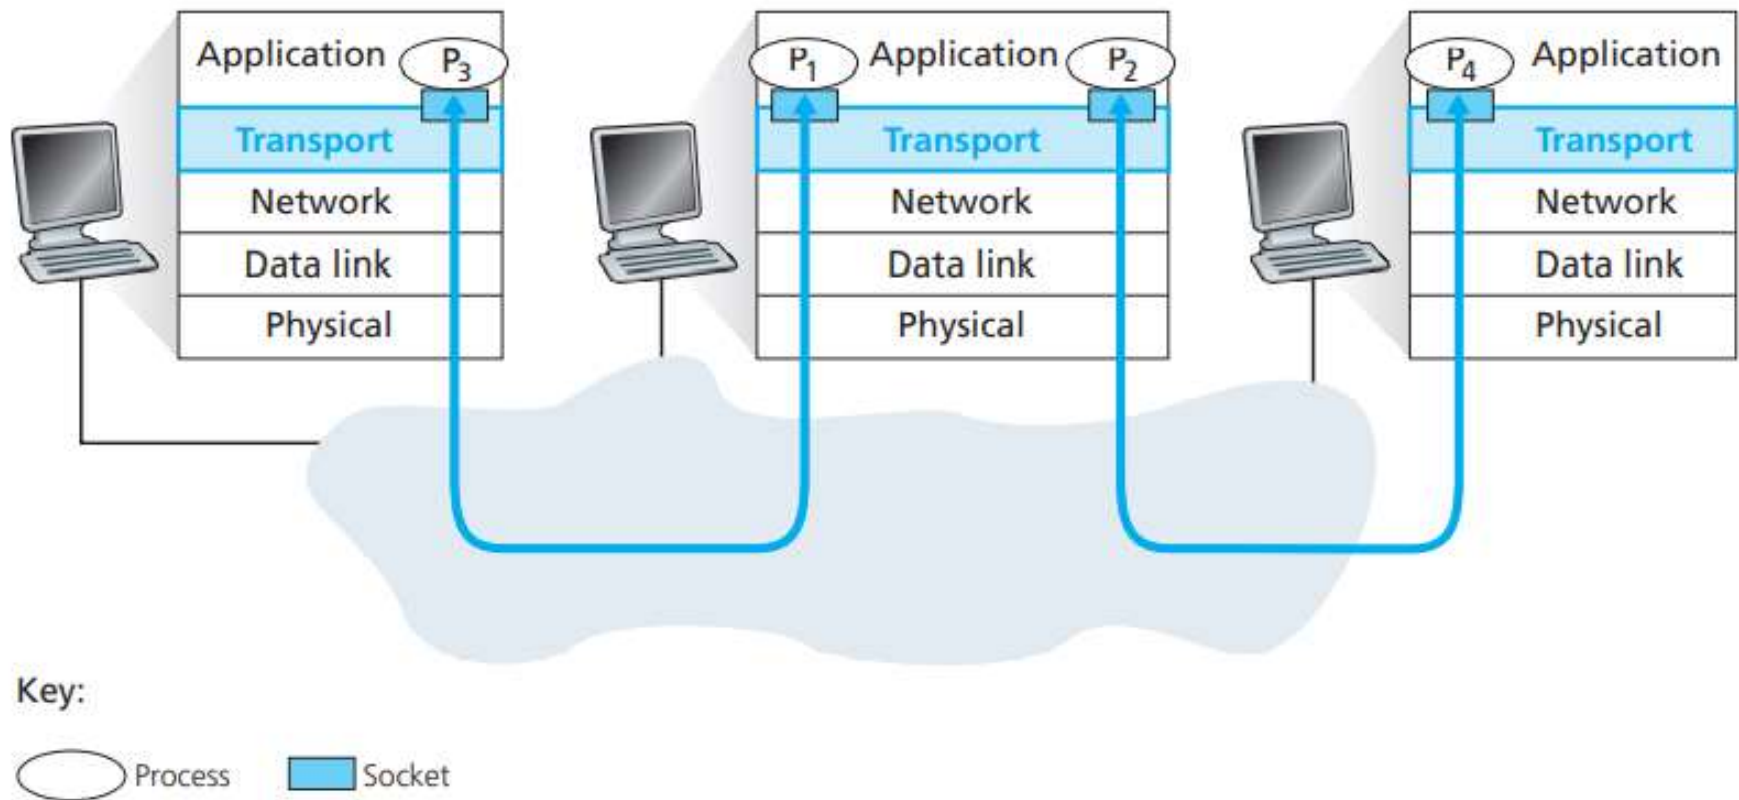 Application P₃
Transport
Network
Data link
Physical
P₁ Application P₂
Transport
Network
Data link
Physical
P₄ Application
Transport
Network
Data link
Physical
Key:
Process Socket